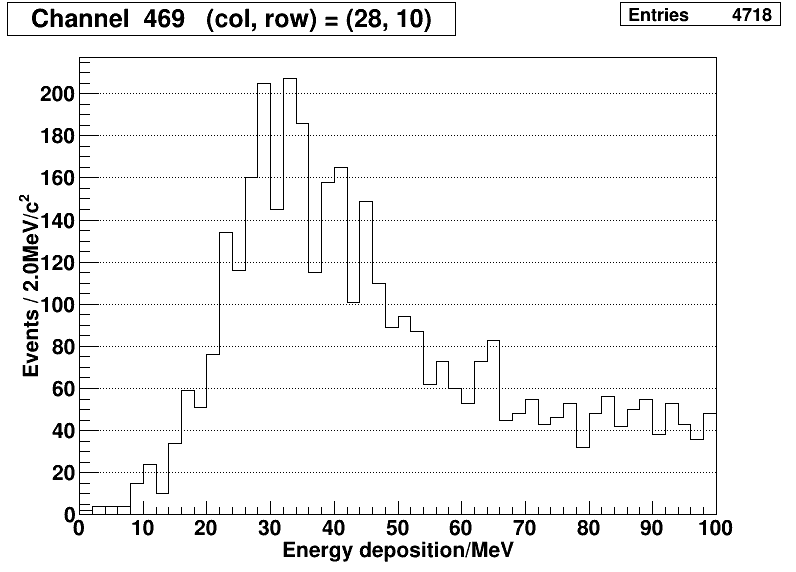 Channel 469 (col, row) = (28, 10)
Entries 4718
200
180
160
140
120
100
80
60
40
20
0
Events / 2.0MeV/c²
0 10 20 30 40 50 60 70 80 90 100
Energy deposition/MeV